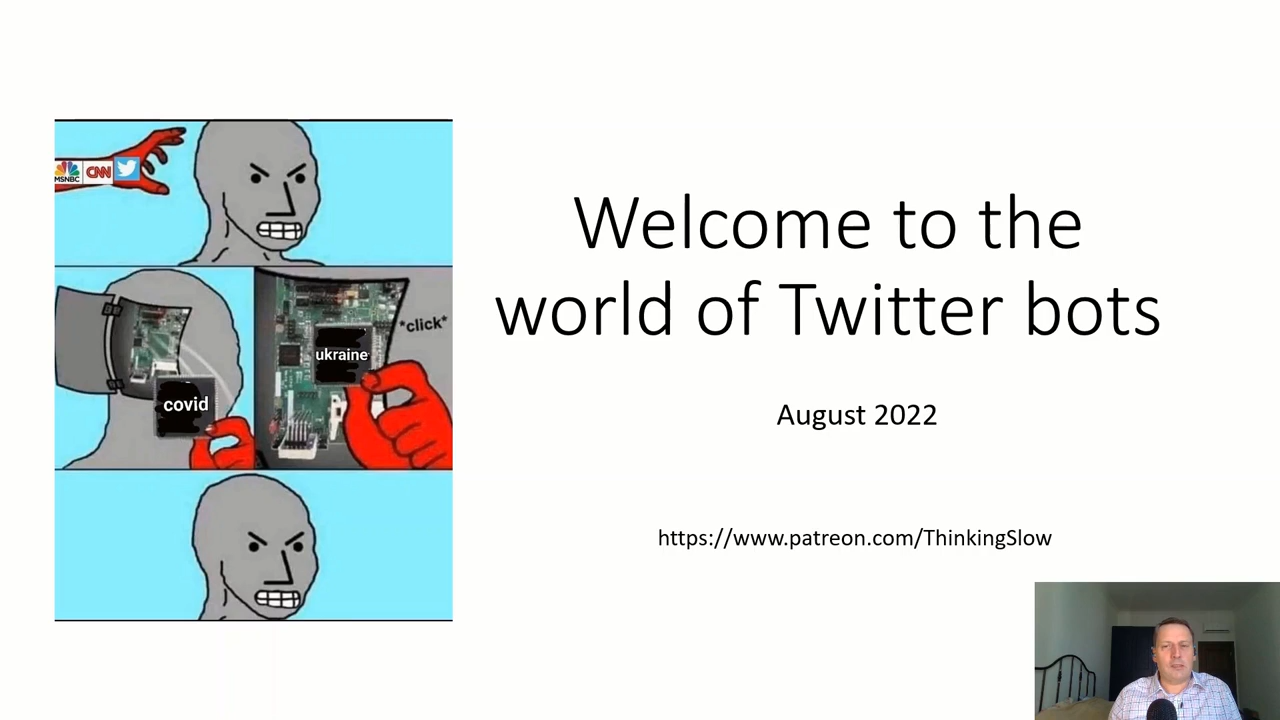 MSNBC
CNN
covid
ukraine
*click*
Welcome to the
world of Twitter bots
August 2022
https://www.patreon.com/ThinkingSlow